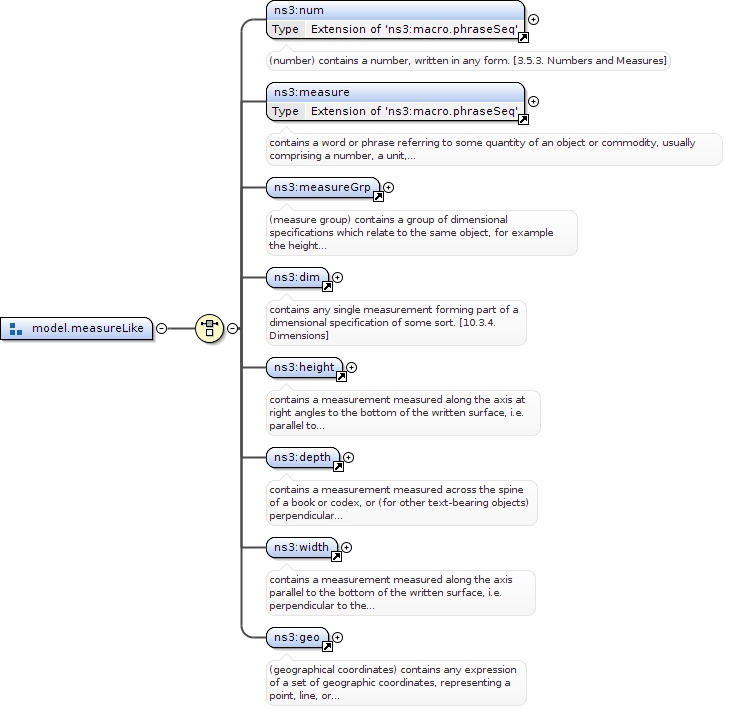 ns3:num
Type Extension of 'ns3:macro.phraseSeq'
(number) contains a number, written in any form. [3.5.3. Numbers and Measures]
ns3:measure
Type Extension of 'ns3:macro.phraseSeq'
contains a word or phrase referring to some quantity of an object or commodity, usually
comprising a number, a unit,...
ns3:measureGrp
(measure group) contains a group of dimensional
specifications which relate to the same object, for example
the height...
ns3:dim
contains any single measurement forming part of a
dimensional specification of some sort. [10.3.4.
Dimensions]
model.measureLike
ns3:height
contains a measurement measured along the axis at
right angles to the bottom of the written surface, i.e.
parallel to...
ns3:depth
contains a measurement measured across the spine
of a book or codex, or (for other text-bearing objects)
perpendicular...
ns3:width
contains a measurement measured along the axis
parallel to the bottom of the written surface, i.e.
perpendicular to the...
ns3:geo
(geographical coordinates) contains any expression
of a set of geographic coordinates, representing a
point, line, or...